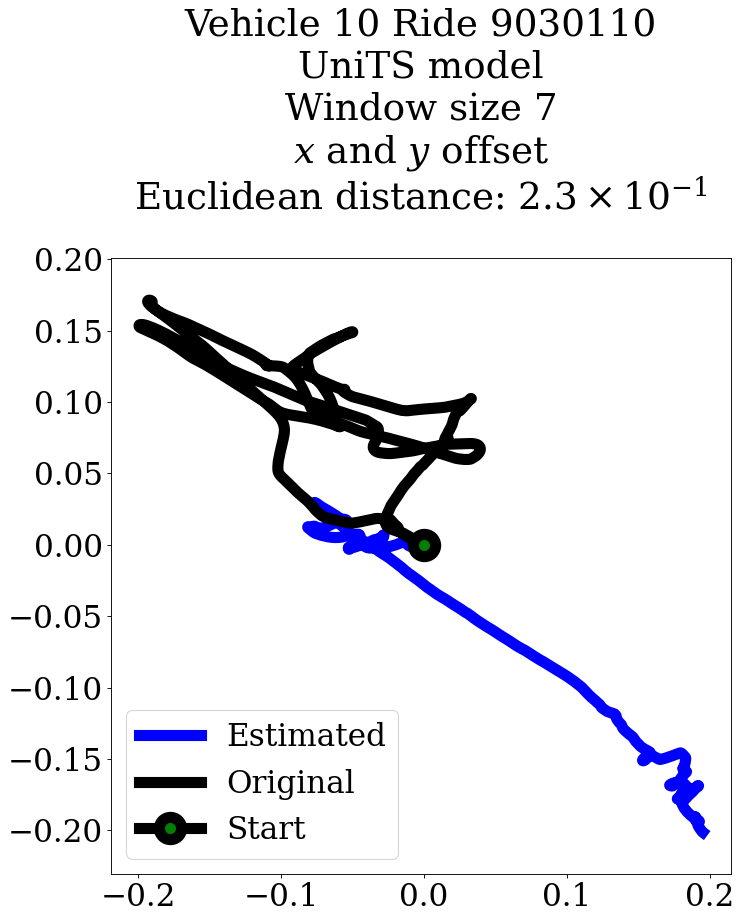 Vehicle 10 Ride 9030110
UniTS model
Window size 7
x and y offset
Euclidean distance: 2.3 × 10⁻¹
0.20
0.15
0.10
0.05
0.00
−0.05
−0.10
−0.15
−0.20
Estimated
Original
Start
−0.2 −0.1 0.0 0.1 0.2